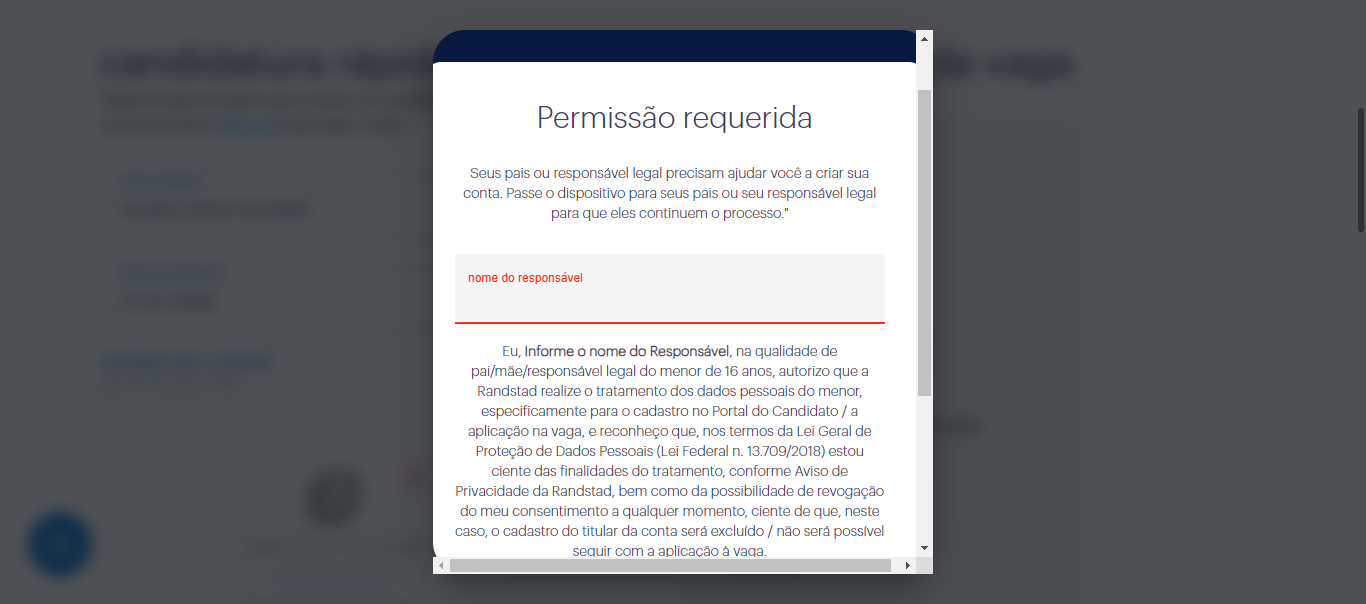 candidatura rápid
da vaga
Permissão requerida
Seus pais ou responsável legal precisam ajudar você a criar sua
conta. Passe o dispositivo para seus pais ou seu responsável legal
para que eles continuem o processo."
nome do responsável
Eu, Informe o nome do Responsável, na qualidade de
pai/mãe/responsável legal do menor de 16 anos, autorizo que a
Randstad realize o tratamento dos dados pessoais do menor,
especificamente para o cadastro no Portal do Candidato / a
aplicação na vaga, e reconheço que, nos termos da Lei Geral de
Proteção de Dados Pessoais (Lei Federal n. 13.709/2018) estou
ciente das finalidades do tratamento, conforme Aviso de
Privacidade da Randstad, bem como da possibilidade de revogação
do meu consentimento a qualquer momento, ciente de que, neste
caso, o cadastro do titular da conta será excluído / não será possível
seguir com a aplicação à vaga.